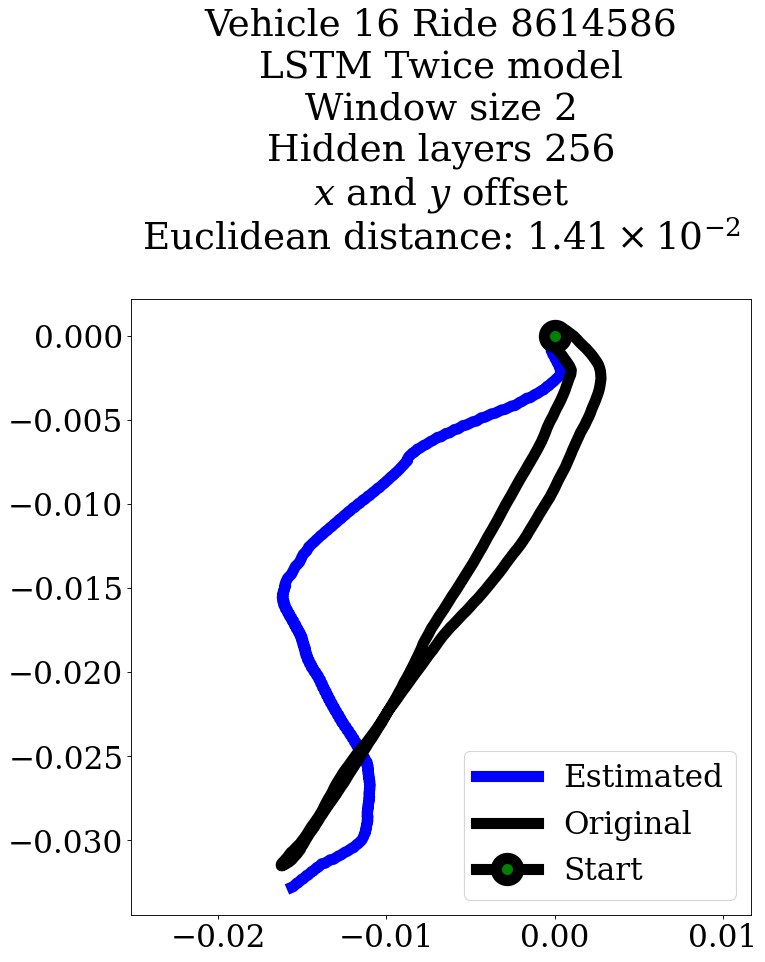 Vehicle 16 Ride 8614586
LSTM Twice model
Window size 2
Hidden layers 256
x and y offset
Euclidean distance: 1.41 × 10⁻²
0.000
−0.005
−0.010
−0.015
−0.020
−0.025
−0.030
Estimated
Original
Start
−0.02 −0.01 0.00 0.01